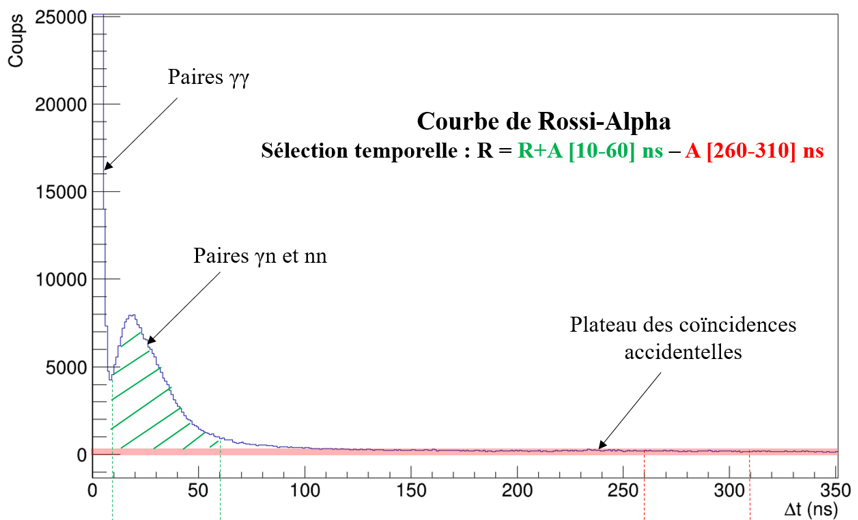 Coups
25000
20000
15000
10000
5000
0
Paires γγ
Courbe de Rossi-Alpha
Sélection temporelle : R = R+A [10-60] ns – A [260-310] ns
Paires γn et nn
Plateau des coïncidences
accidentelles
0 50 100 150 200 250 300 350
Δt (ns)